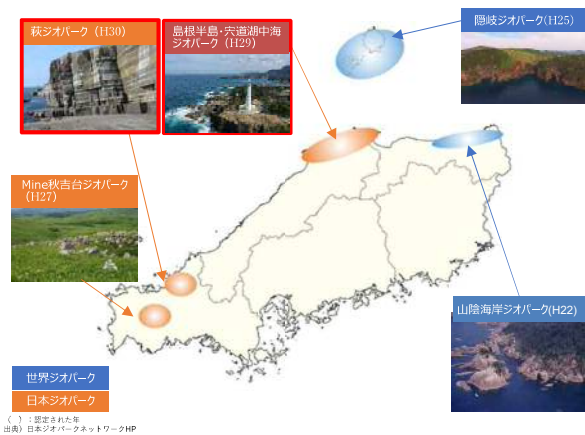 萩ジオパーク（H30）
島根半島・宍道湖中海
ジオパーク（H29）
隠岐ジオパーク(H25)
Mine秋吉台ジオパーク
（H27）
山陰海岸ジオパーク(H22)
世界ジオパーク
日本ジオパーク
（　）：認定された年
出典）日本ジオパークネットワークHP